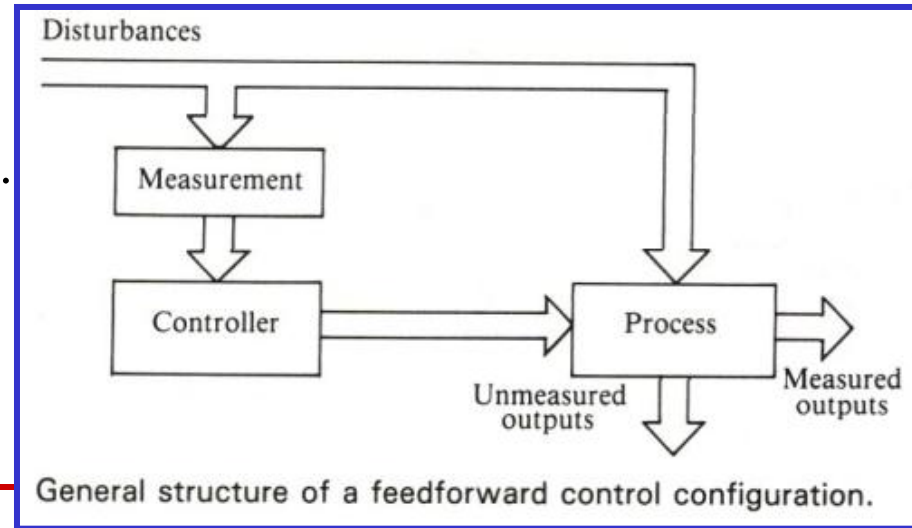 Disturbances
Measurement
Controller
Process
Unmeasured
outputs
Measured
outputs
General structure of a feedforward control configuration.